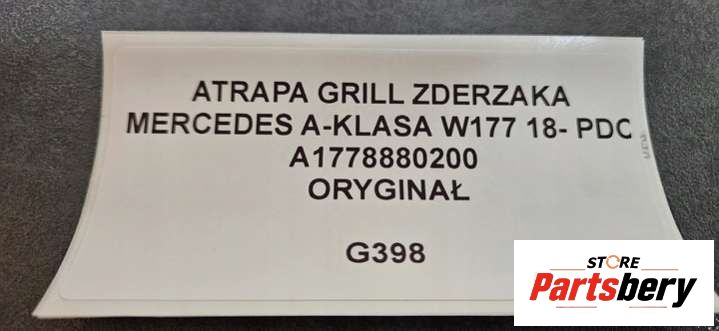 ATRAPA GRILL ZDERZAKA
MERCEDES A-KLASA W177 18- PDC
A1778880200
ORYGINAŁ
G398
STORE
Partsbery